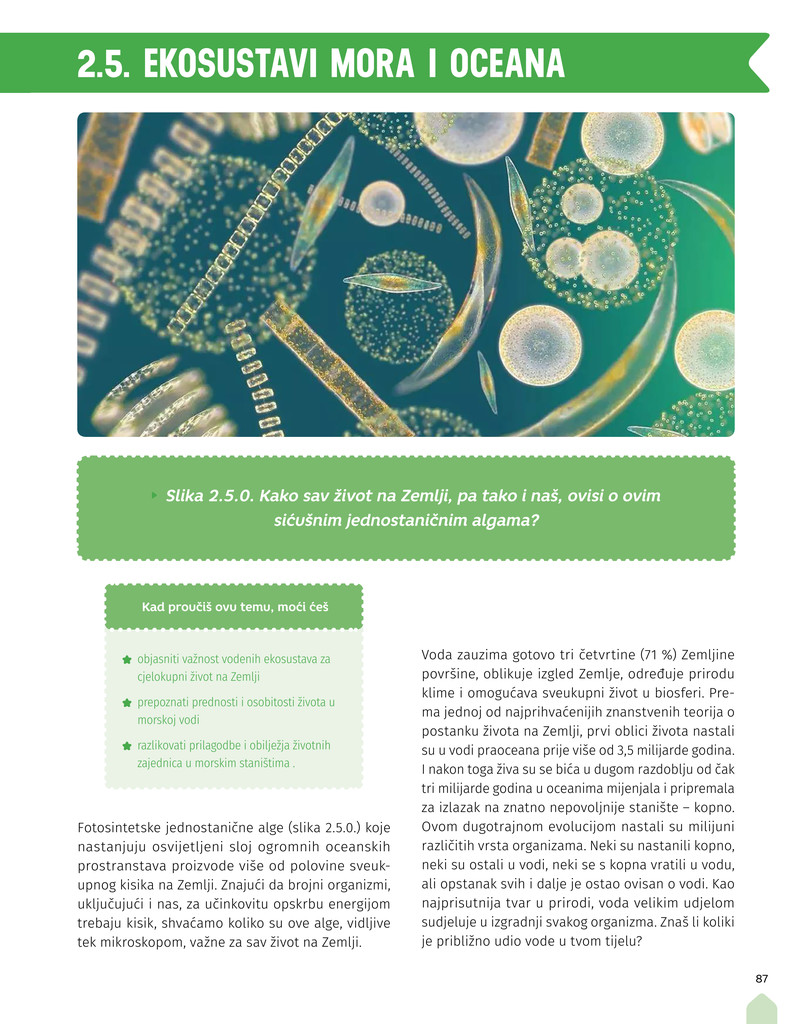 2.5. EKOSUSTAVI MORA I OCEANA
Slika 2.5.0. Kako sav život na Zemlji, pa tako i naš, ovisi o ovim
sićušnim jednostaničnim algama?
Kad proučiš ovu temu, moći ćeš
objasniti važnost vodenih ekosustava za
cjelokupni život na Zemlji
prepoznati prednosti i osobitosti života u
morskoj vodi
razlikovati prilagodbe i obilježja životnih
zajednica u morskim staništima .
Fotosintetske jednostanične alge (slika 2.5.0.) koje
nastanjuju osvijetljeni sloj ogromnih oceanskih
prostranstava proizvode više od polovine sveuk-
upnog kisika na Zemlji. Znajući da brojni organizmi,
uključujući i nas, za učinkovitu opskrbu energijom
trebaju kisik, shvaćamo koliko su ove alge, vidljive
tek mikroskopom, važne za sav život na Zemlji.
Voda zauzima gotovo tri četvrtine (71 %) Zemljine
površine, oblikuje izgled Zemlje, određuje prirodu
klime i omogućava sveukupni život u biosferi. Pre-
ma jednoj od najprihvaćenijih znanstvenih teorija o
postanku života na Zemlji, prvi oblici života nastali
su u vodi praoceana prije više od 3,5 milijarde godina.
I nakon toga živa su se bića u dugom razdoblju od čak
tri milijarde godina u oceanima mijenjala i pripremala
za izlazak na znatno nepovoljnije stanište – kopno.
Ovom dugotrajnom evolucijom nastali su milijuni
različitih vrsta organizama. Neki su nastanili kopno,
neki su ostali u vodi, neki se s kopna vratili u vodu,
ali opstanak svih i dalje je ostao ovisan o vodi. Kao
najprisutnija tvar u prirodi, voda velikim udjelom
sudjeluje u izgradnji svakog organizma. Znaš li koliki
je približno udio vode u tvom tijelu?
87